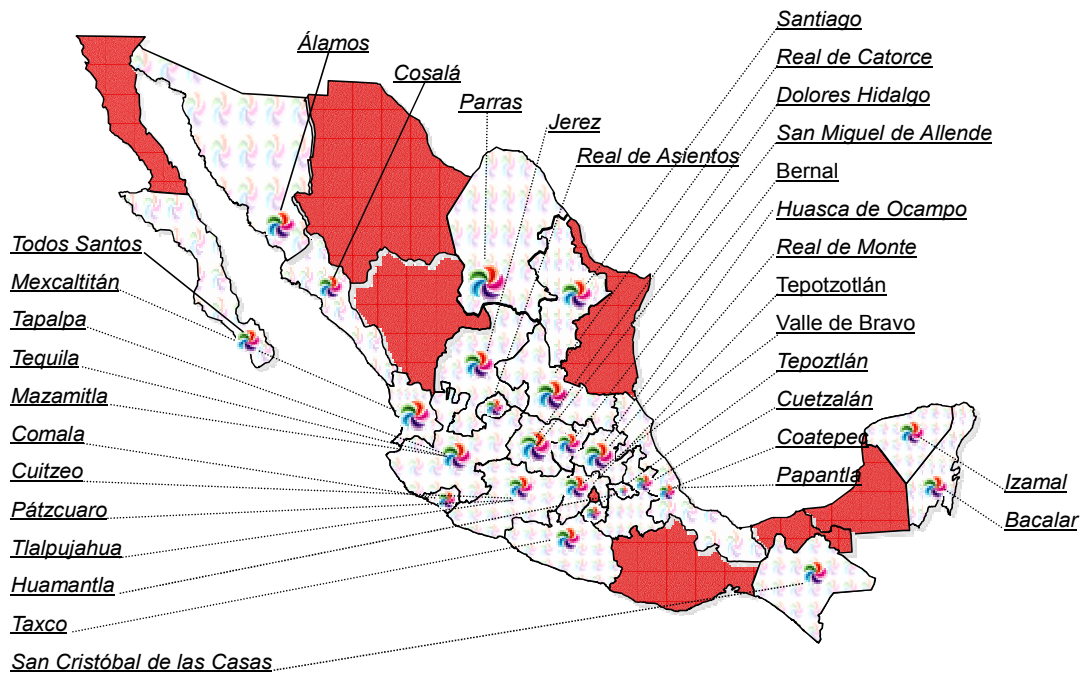 Santiago
Álamos
Real de Catorce
Cosalá
Dolores Hidalgo
Parras
Jerez
San Miguel de Allende
Real de Asientos
Bernal
Huasca de Ocampo
Todos Santos
Real de Monte
Mexcaltitán
Tepotzotlán
Tapalpa
Valle de Bravo
Tequila
Tepoztlán
Mazamitla
Cuetzalán
Comala
Coatepec
Cuitzeo
Papantla
Izamal
Pátzcuaro
Bacalar
Tlalpujahua
Huamantla
Taxco
San Cristóbal de las Casas